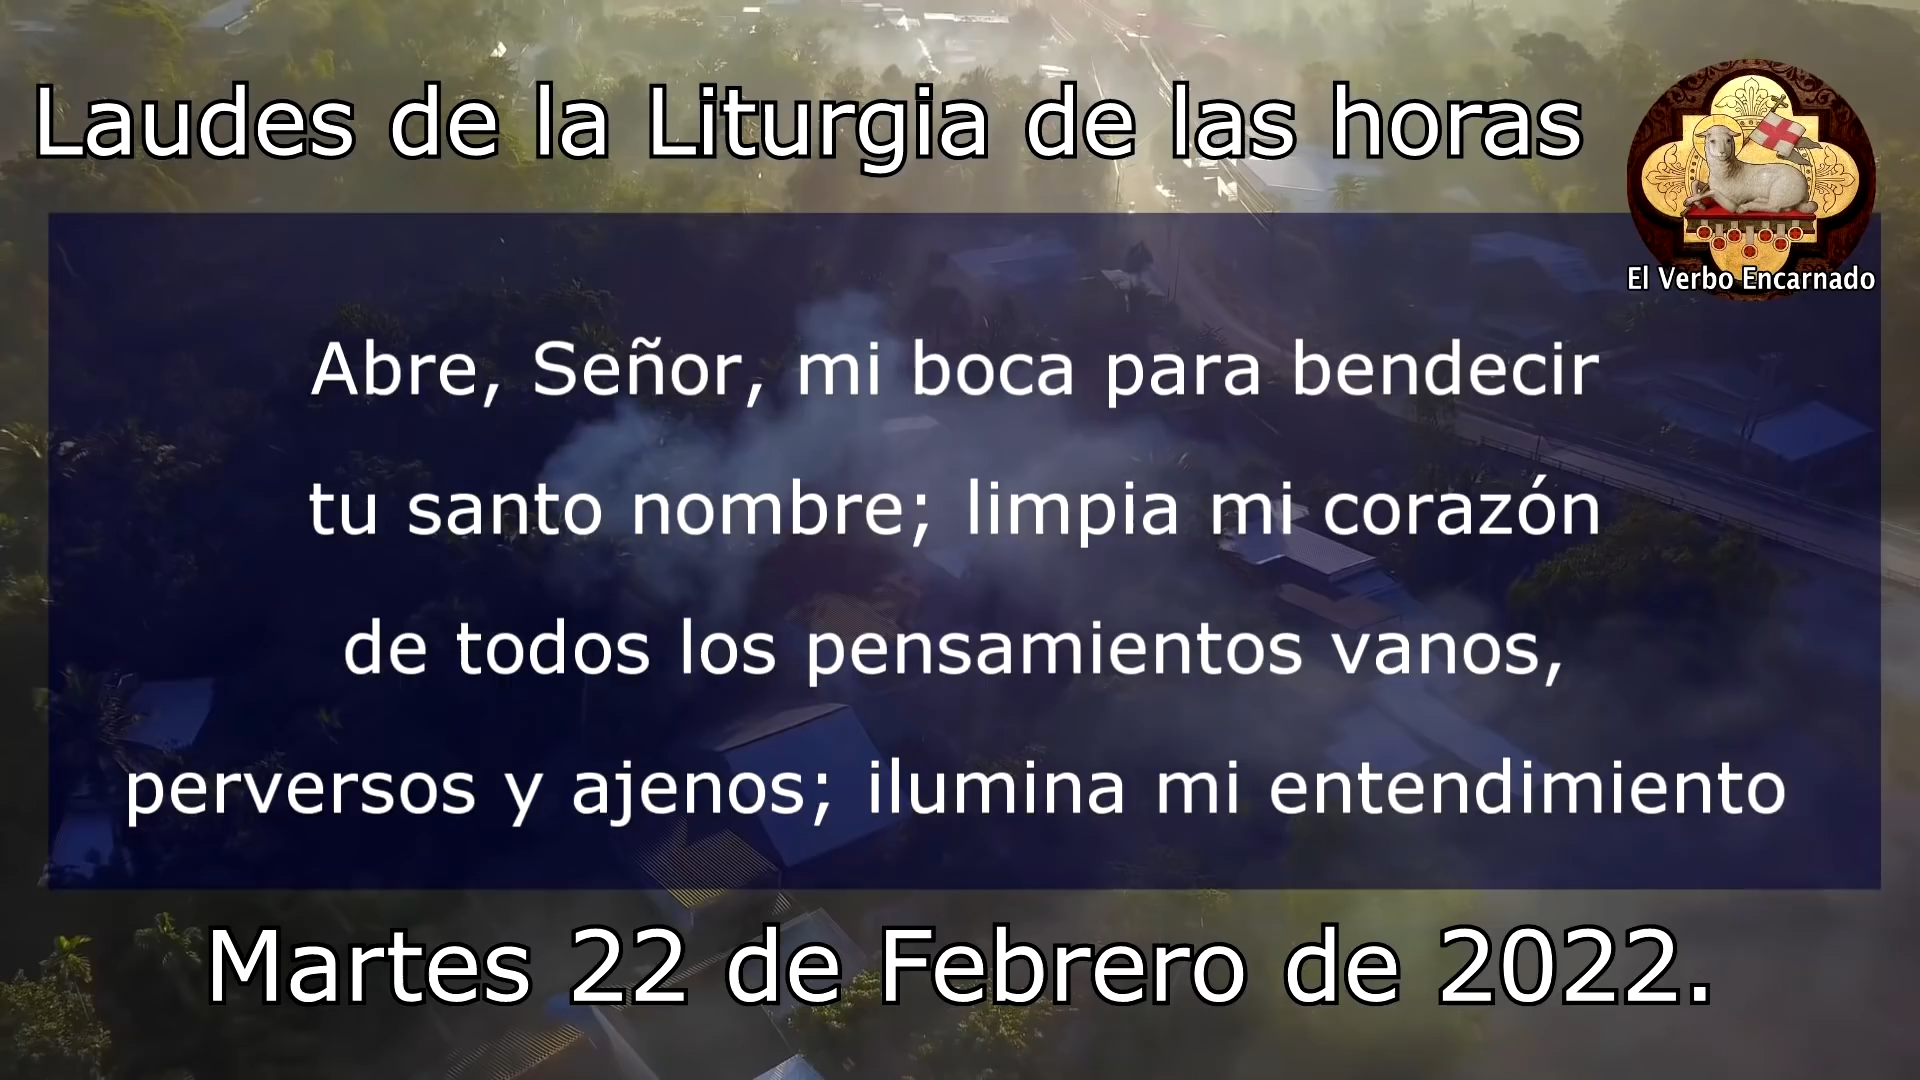 Laudes de la Liturgia de las horas
El Verbo Encarnado
Abre, Señor, mi boca para bendecir
tu santo nombre; limpia mi corazón
de todos los pensamientos vanos,
perversos y ajenos; ilumina mi entendimiento
Martes 22 de Febrero de 2022.